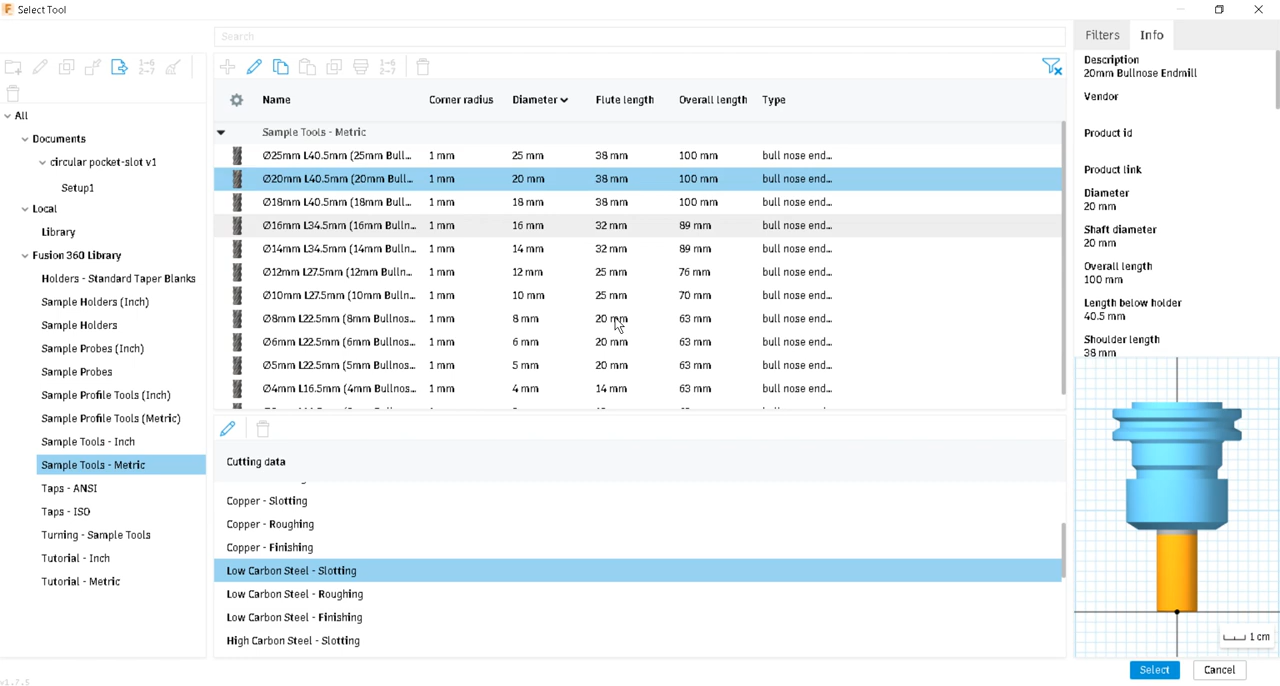 Select Tool
Search
Filters Info
Description
20mm Bullnose Endmill
Vendor
Product id
Product link
Diameter
20 mm
Shaft diameter
20 mm
Overall length
100 mm
Length below holder
40.5 mm
Shoulder length
38 mm
All
Documents
circular pocket-slot v1
Setup1
Local
Library
Fusion 360 Library
Holders - Standard Taper Blanks
Sample Holders (Inch)
Sample Holders
Sample Probes (Inch)
Sample Probes
Sample Profile Tools (Inch)
Sample Profile Tools (Metric)
Sample Tools - Inch
Sample Tools - Metric
Taps - ANSI
Taps - ISO
Turning - Sample Tools
Tutorial - Inch
Tutorial - Metric
Name Corner radius Diameter Flute length Overall length Type
Sample Tools - Metric
Ø25mm L40.5mm (25mm Bull... 1 mm 25 mm 38 mm 100 mm bull nose end...
Ø20mm L40.5mm (20mm Bull... 1 mm 20 mm 38 mm 100 mm bull nose end...
Ø18mm L40.5mm (18mm Bull... 1 mm 18 mm 38 mm 100 mm bull nose end...
Ø16mm L34.5mm (16mm Bulln... 1 mm 16 mm 32 mm 89 mm bull nose end...
Ø14mm L34.5mm (14mm Bulln... 1 mm 14 mm 32 mm 89 mm bull nose end...
Ø12mm L27.5mm (12mm Bulln... 1 mm 12 mm 25 mm 76 mm bull nose end...
Ø10mm L27.5mm (10mm Bulln... 1 mm 10 mm 25 mm 70 mm bull nose end...
Ø8mm L22.5mm (8mm Bullnos... 1 mm 8 mm 20 mm 63 mm bull nose end...
Ø6mm L22.5mm (6mm Bullnos... 1 mm 6 mm 20 mm 63 mm bull nose end...
Ø5mm L22.5mm (5mm Bullnos... 1 mm 5 mm 20 mm 63 mm bull nose end...
Ø4mm L16.5mm (4mm Bullnos... 1 mm 4 mm 14 mm 63 mm bull nose end...
Cutting data
Copper - Slotting
Copper - Roughing
Copper - Finishing
Low Carbon Steel - Slotting
Low Carbon Steel - Roughing
Low Carbon Steel - Finishing
High Carbon Steel - Slotting
1 cm
Select Cancel
v1.7.5